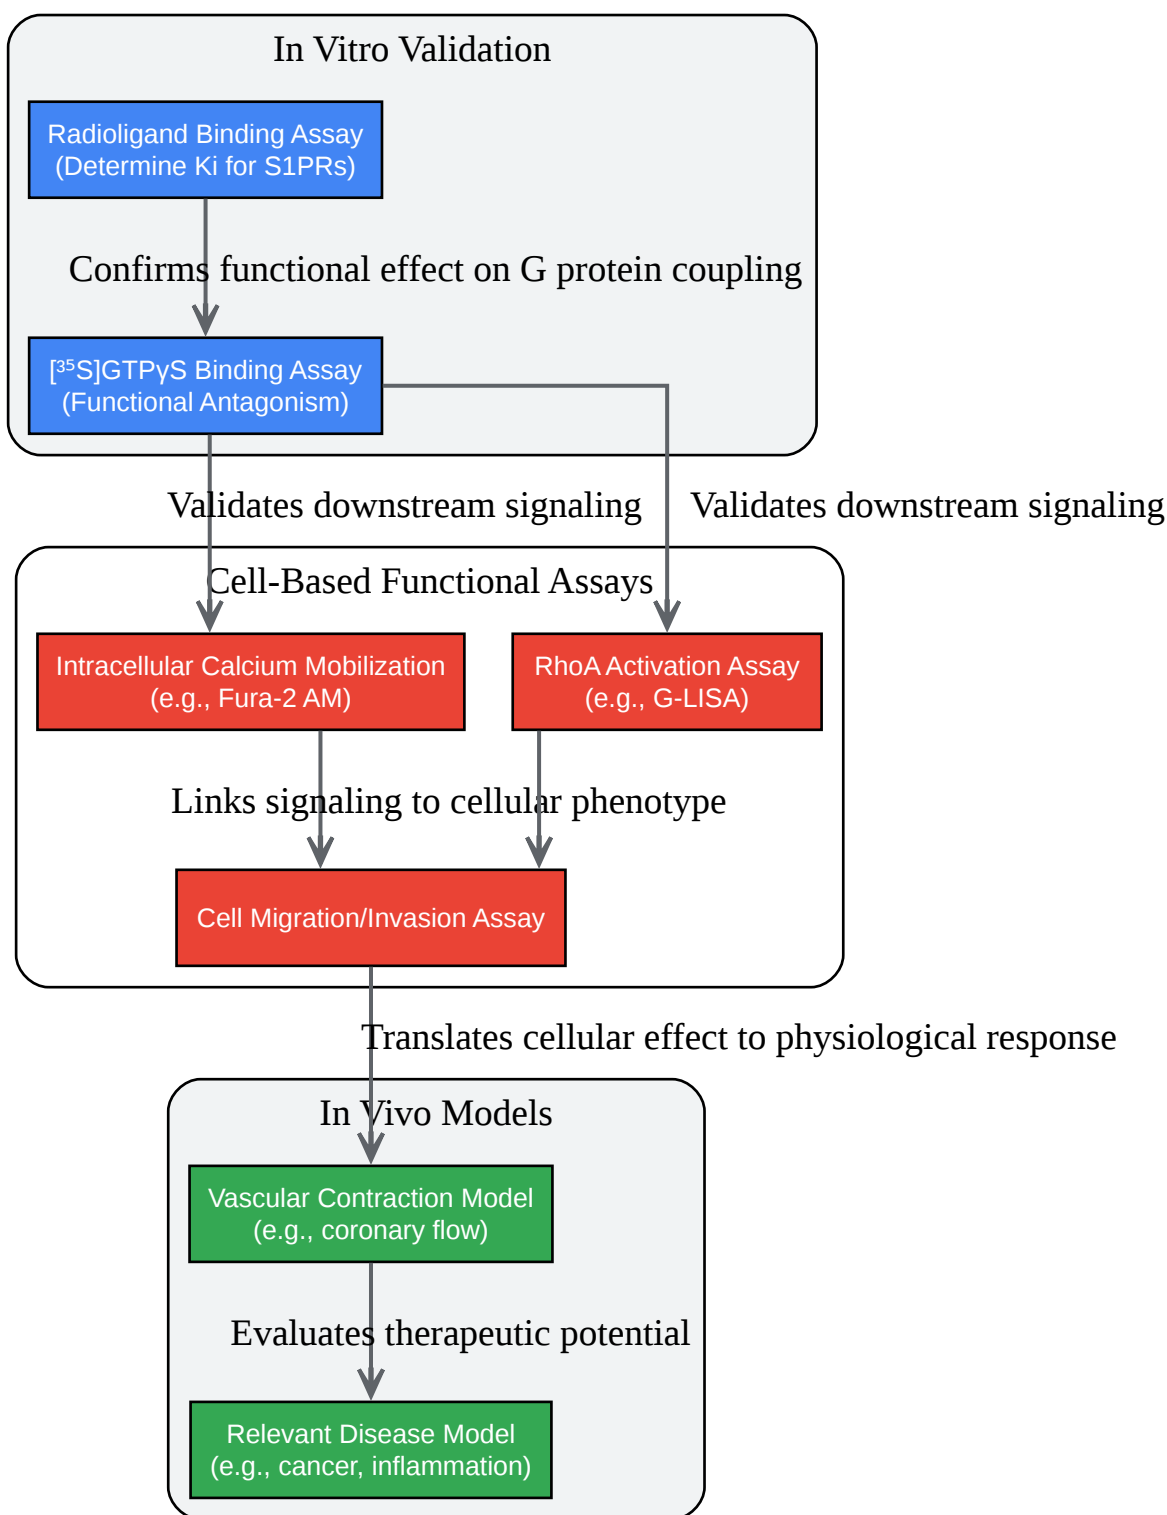 In Vitro Validation
Radioligand Binding Assay
(Determine Ki for S1PRs)
Confirms functional effect on G protein coupling
[³⁵S]GTPγS Binding Assay
(Functional Antagonism)
Validates downstream signaling
Validates downstream signaling
Cell-Based Functional Assays
Intracellular Calcium Mobilization
(e.g., Fura-2 AM)
RhoA Activation Assay
(e.g., G-LISA)
Links signaling to cellular phenotype
Cell Migration/Invasion Assay
Translates cellular effect to physiological response
In Vivo Models
Vascular Contraction Model
(e.g., coronary flow)
Evaluates therapeutic potential
Relevant Disease Model
(e.g., cancer, inflammation)